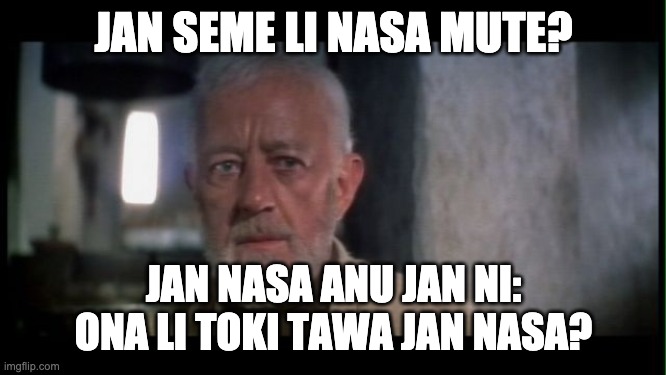 JAN SEME LI NASA MUTE?
JAN NASA ANU JAN NI:
ONA LI TOKI TAWA JAN NASA?
imgflip.com